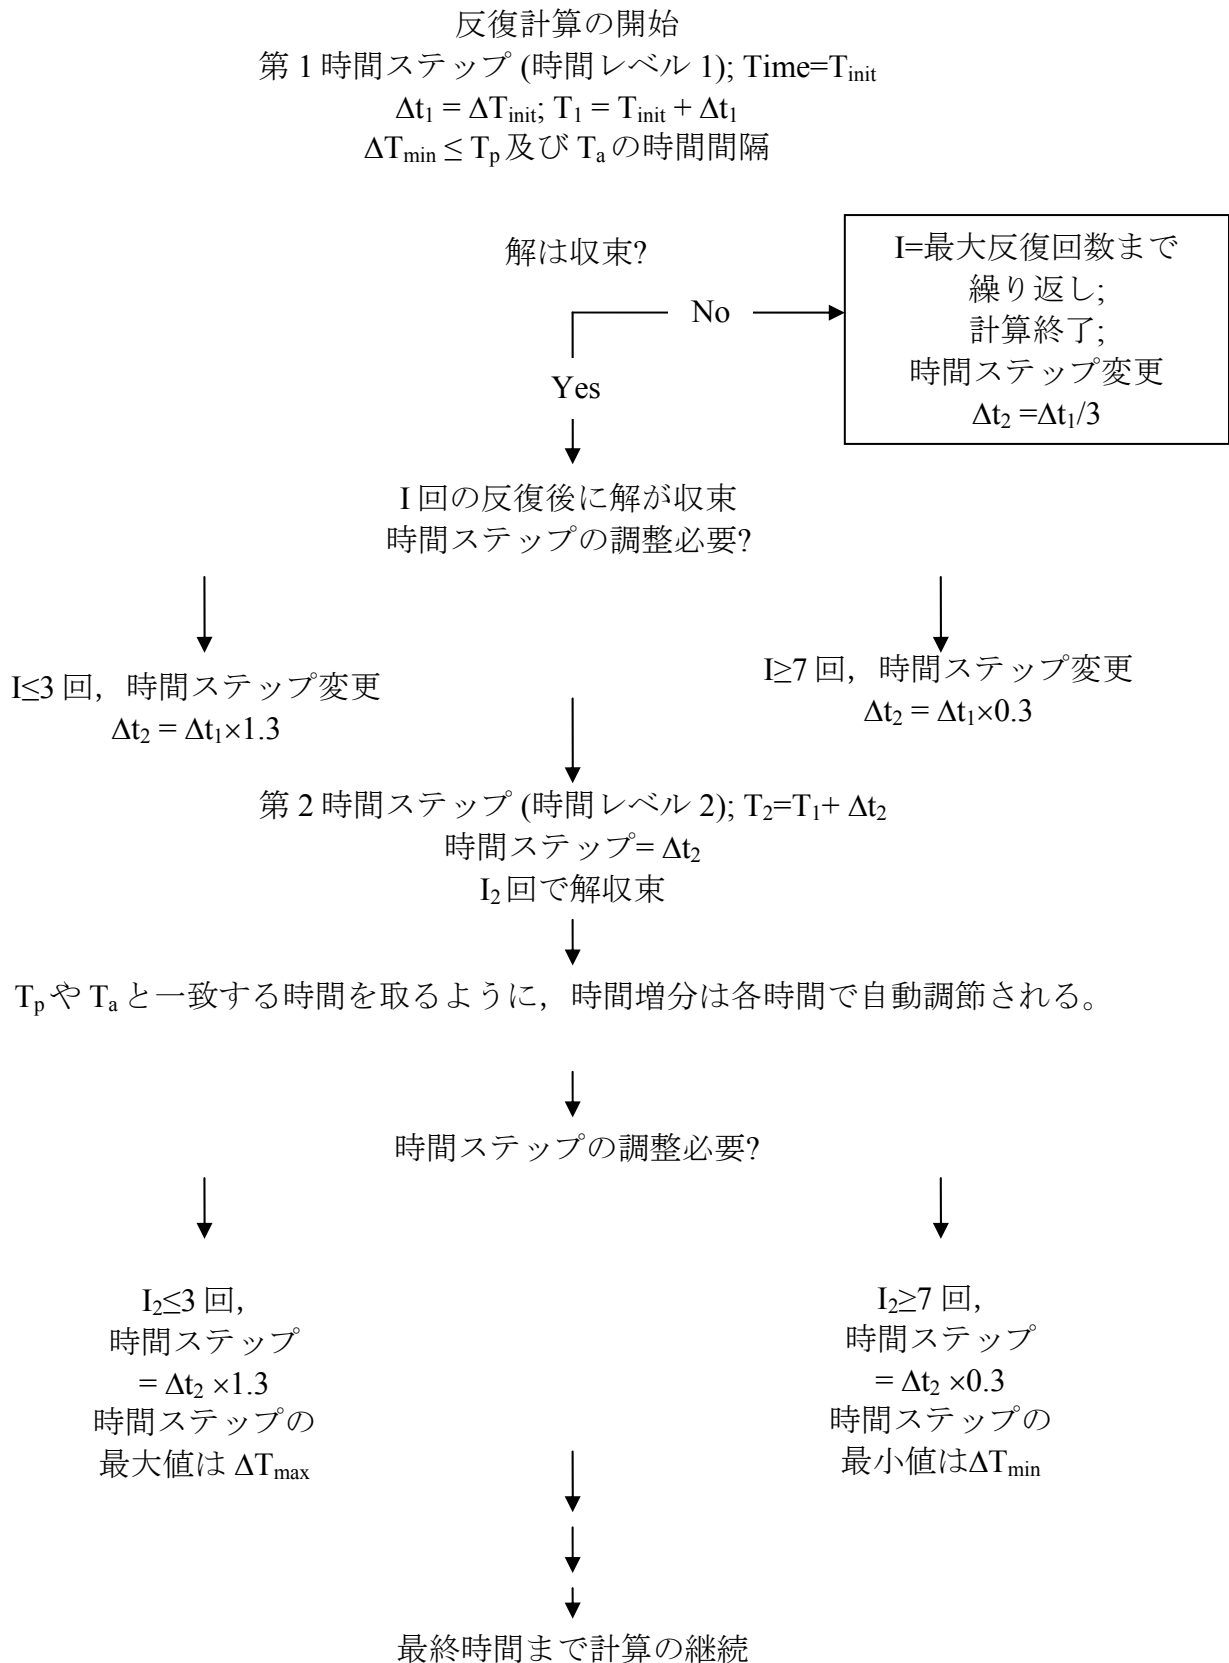 反復計算の開始
第 1 時間ステップ (時間レベル 1); Time=T_init
Δt₁ = ΔT_init; T₁ = T_init + Δt₁
ΔT_min ≤ T_p 及び T_a の時間間隔
解は収束?
I=最大反復回数まで
繰り返し;
計算終了;
時間ステップ変更
Δt₂ =Δt₁/3
No
Yes
I 回の反復後に解が収束
時間ステップの調整必要?
I≤3 回，時間ステップ変更
Δt₂ = Δt₁×1.3
I≥7 回，時間ステップ変更
Δt₂ = Δt₁×0.3
第 2 時間ステップ (時間レベル 2); T₂=T₁+ Δt₂
時間ステップ= Δt₂
I₂ 回で解収束
T_p や T_a と一致する時間を取るように，時間増分は各時間で自動調節される。
時間ステップの調整必要?
I₂≤3 回，
時間ステップ
= Δt₂ ×1.3
時間ステップの
最大値は ΔT_max
I₂≥7 回，
時間ステップ
= Δt₂ ×0.3
時間ステップの
最小値はΔT_min
最終時間まで計算の継続